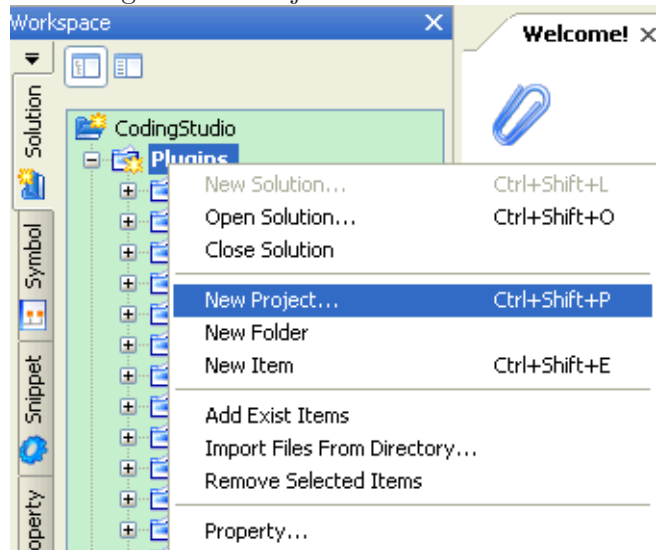 Workspace
Welcome!
Solution
CodingStudio
Plugins
New Solution... Ctrl+Shift+L
Open Solution... Ctrl+Shift+O
Close Solution
Symbol
New Project... Ctrl+Shift+P
New Folder
New Item Ctrl+Shift+E
Snippet
Add Exist Items
Import Files From Directory...
Remove Selected Items
operty
Property...